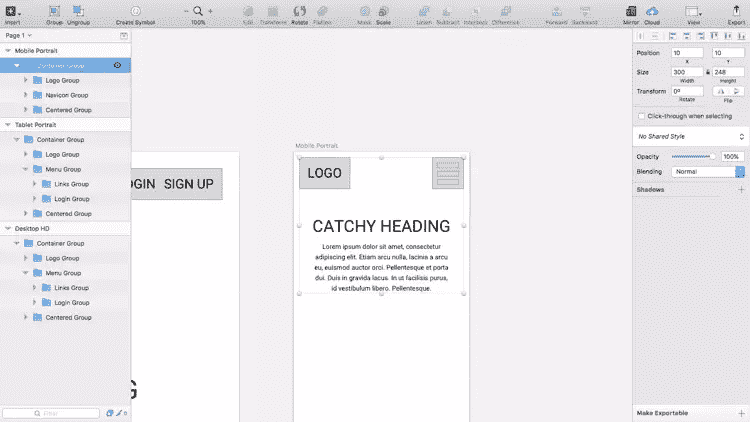 Insert Group Ungroup Create Symbol 100% Edit Transform Rotate Flatten Mask Scale Union Subtract Intersect Difference Forward Backward Mirror Cloud View Export
Page 1
Mobile Portrait
Container Group
Logo Group
Navicon Group
Centered Group
Tablet Portrait
Container Group
Logo Group
Menu Group
Links Group
Login Group
Centered Group
Desktop HD
Container Group
Logo Group
Menu Group
Links Group
Login Group
Centered Group
Filter
OGIN SIGN UP
G
Mobile Portrait
LOGO
CATCHY HEADING
Lorem ipsum dolor sit amet, consectetur
adipiscing elit. Etiam arcu nulla, lacinia a arcu
eu, euismod auctor orci. Pellentesque et porta
dui. Duis in gravida lacus. In ut facilisis purus,
id vestibulum libero. Pellentesque.
Position 10 10
X Y
Size 300 248
Width Height
Transform 0°
Rotate Flip
Click-through when selecting
No Shared Style
Opacity 100%
Blending Normal
Shadows
Make Exportable